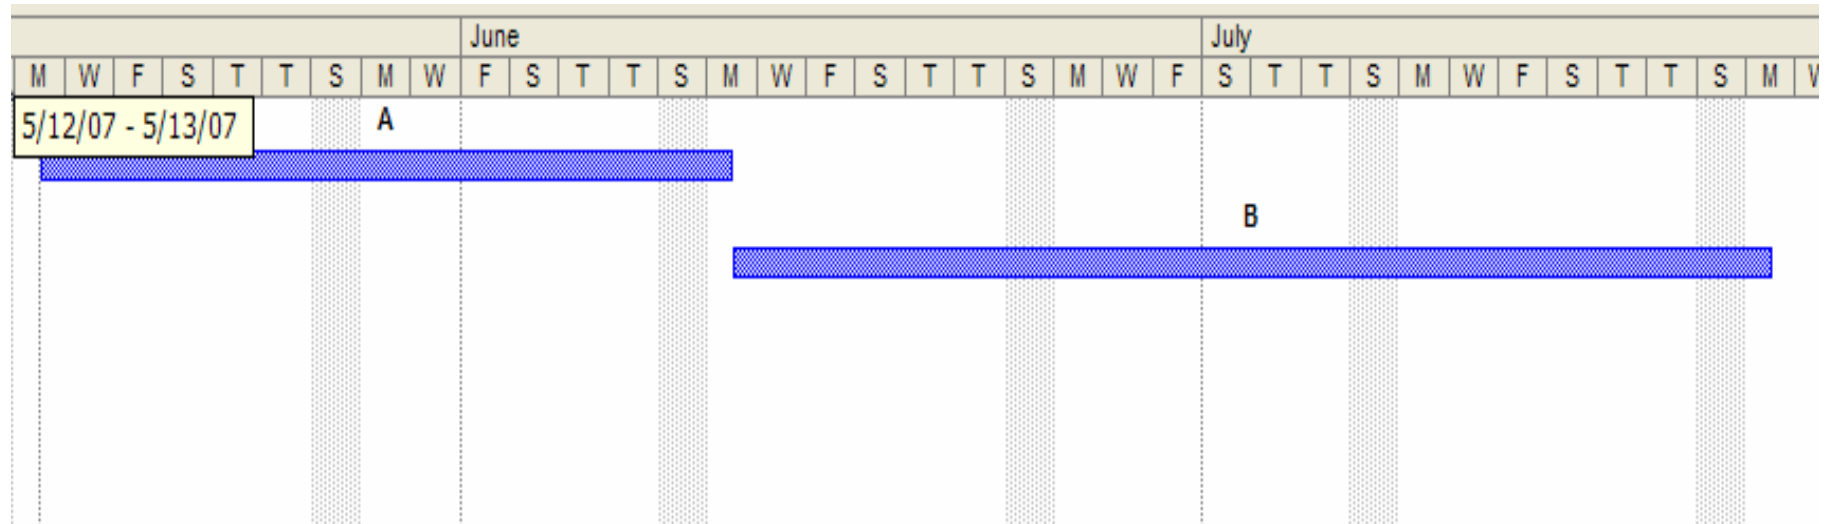 June July
M W F S T T S M W F S T T S M W F S T T S M W F S T T S M W F S T T S M
5/12/07 - 5/13/07
A
B